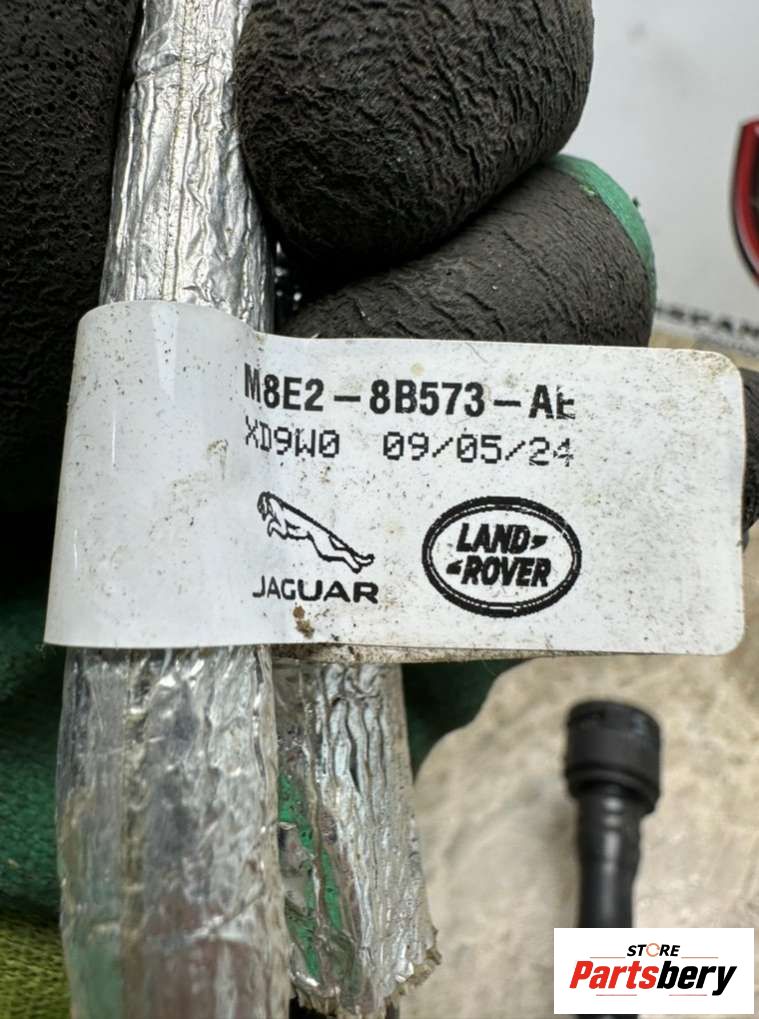 M8E2-8B573-AE
XD9W0 09/05/24
JAGUAR
LAND
ROVER
STORE
Partsbery